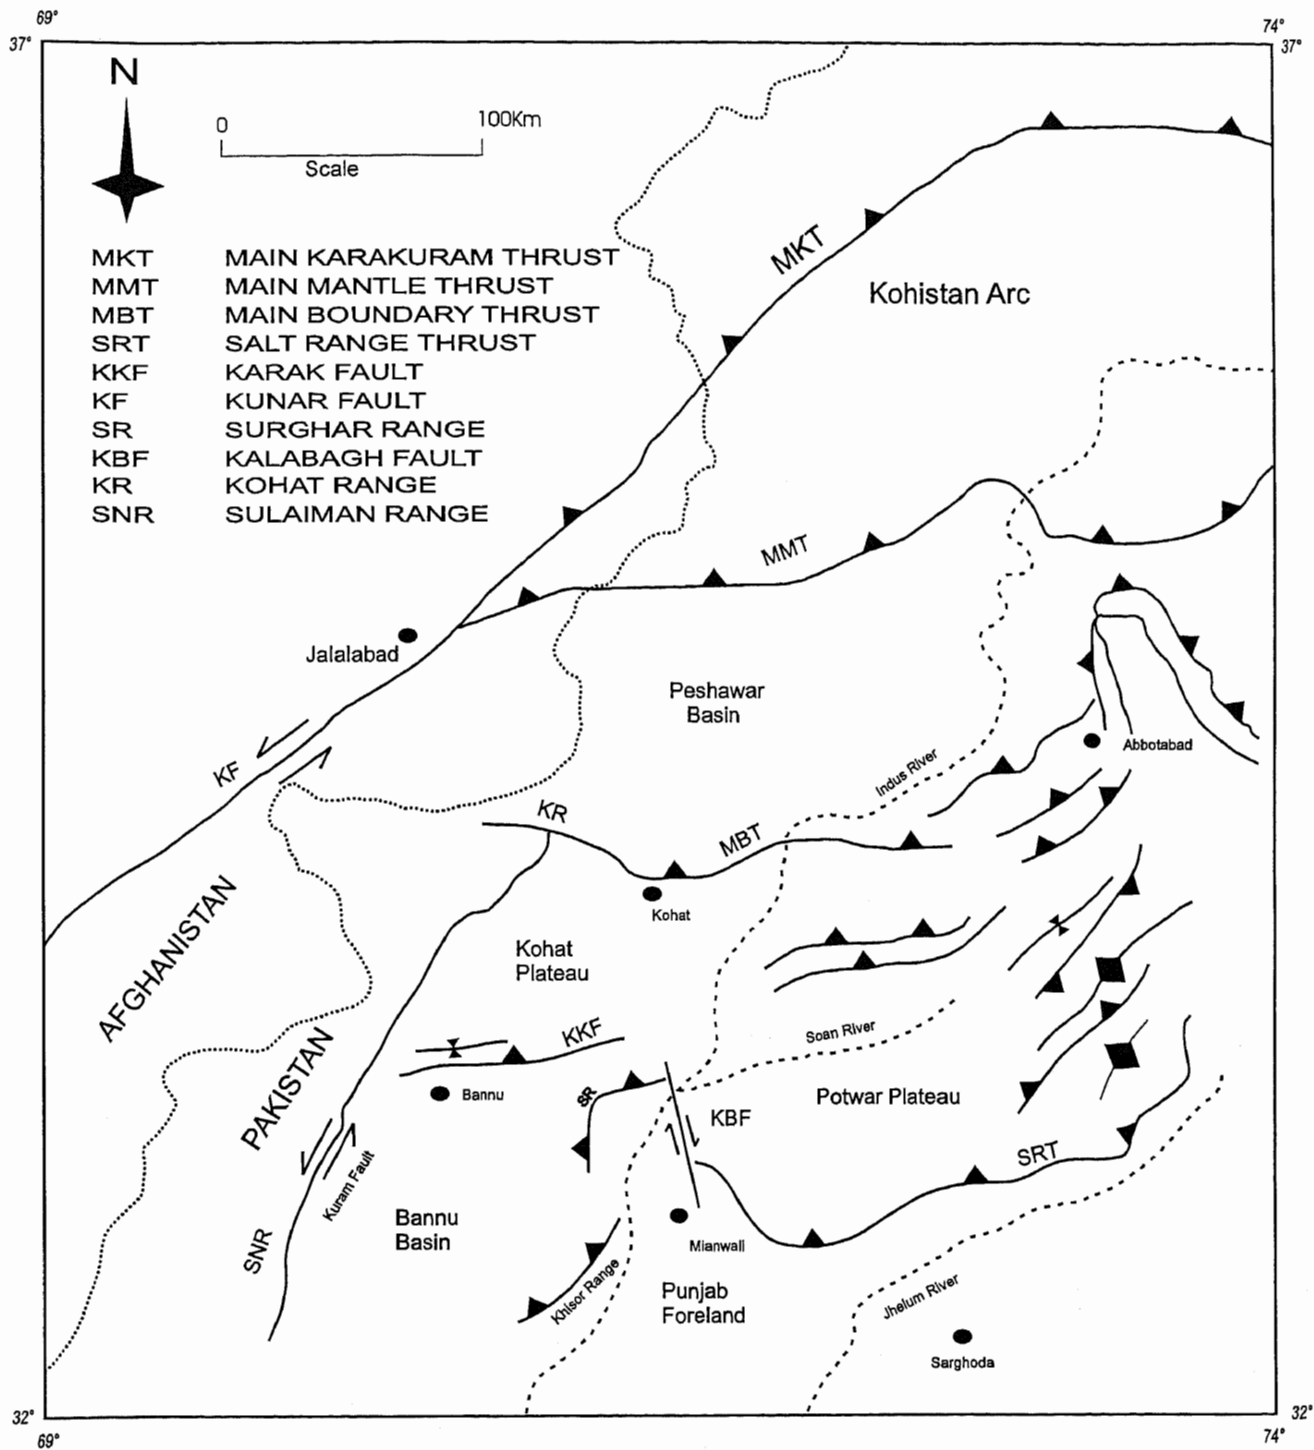 69°
74°
37°
37°
N
0
100Km
Scale
MKT MAIN KARAKURAM THRUST
MMT MAIN MANTLE THRUST
MBT MAIN BOUNDARY THRUST
SRT SALT RANGE THRUST
KKF KARAK FAULT
KF KUNAR FAULT
SR SURGHAR RANGE
KBF KALABAGH FAULT
KR KOHAT RANGE
SNR SULAIMAN RANGE
MKT
Kohistan Arc
MMT
Jalalabad
Peshawar
Basin
Abbotabad
Indus River
KF
KR
MBT
Kohat
AFGHANISTAN
Kohat
Plateau
KKF
Soan River
PAKISTAN
Bannu
SR
KBF
Potwar Plateau
SRT
Kuram Fault
SNR
Bannu
Basin
Mianwali
Khisor Range
Punjab
Foreland
Jhelum River
Sarghoda
32°
32°
69°
74°